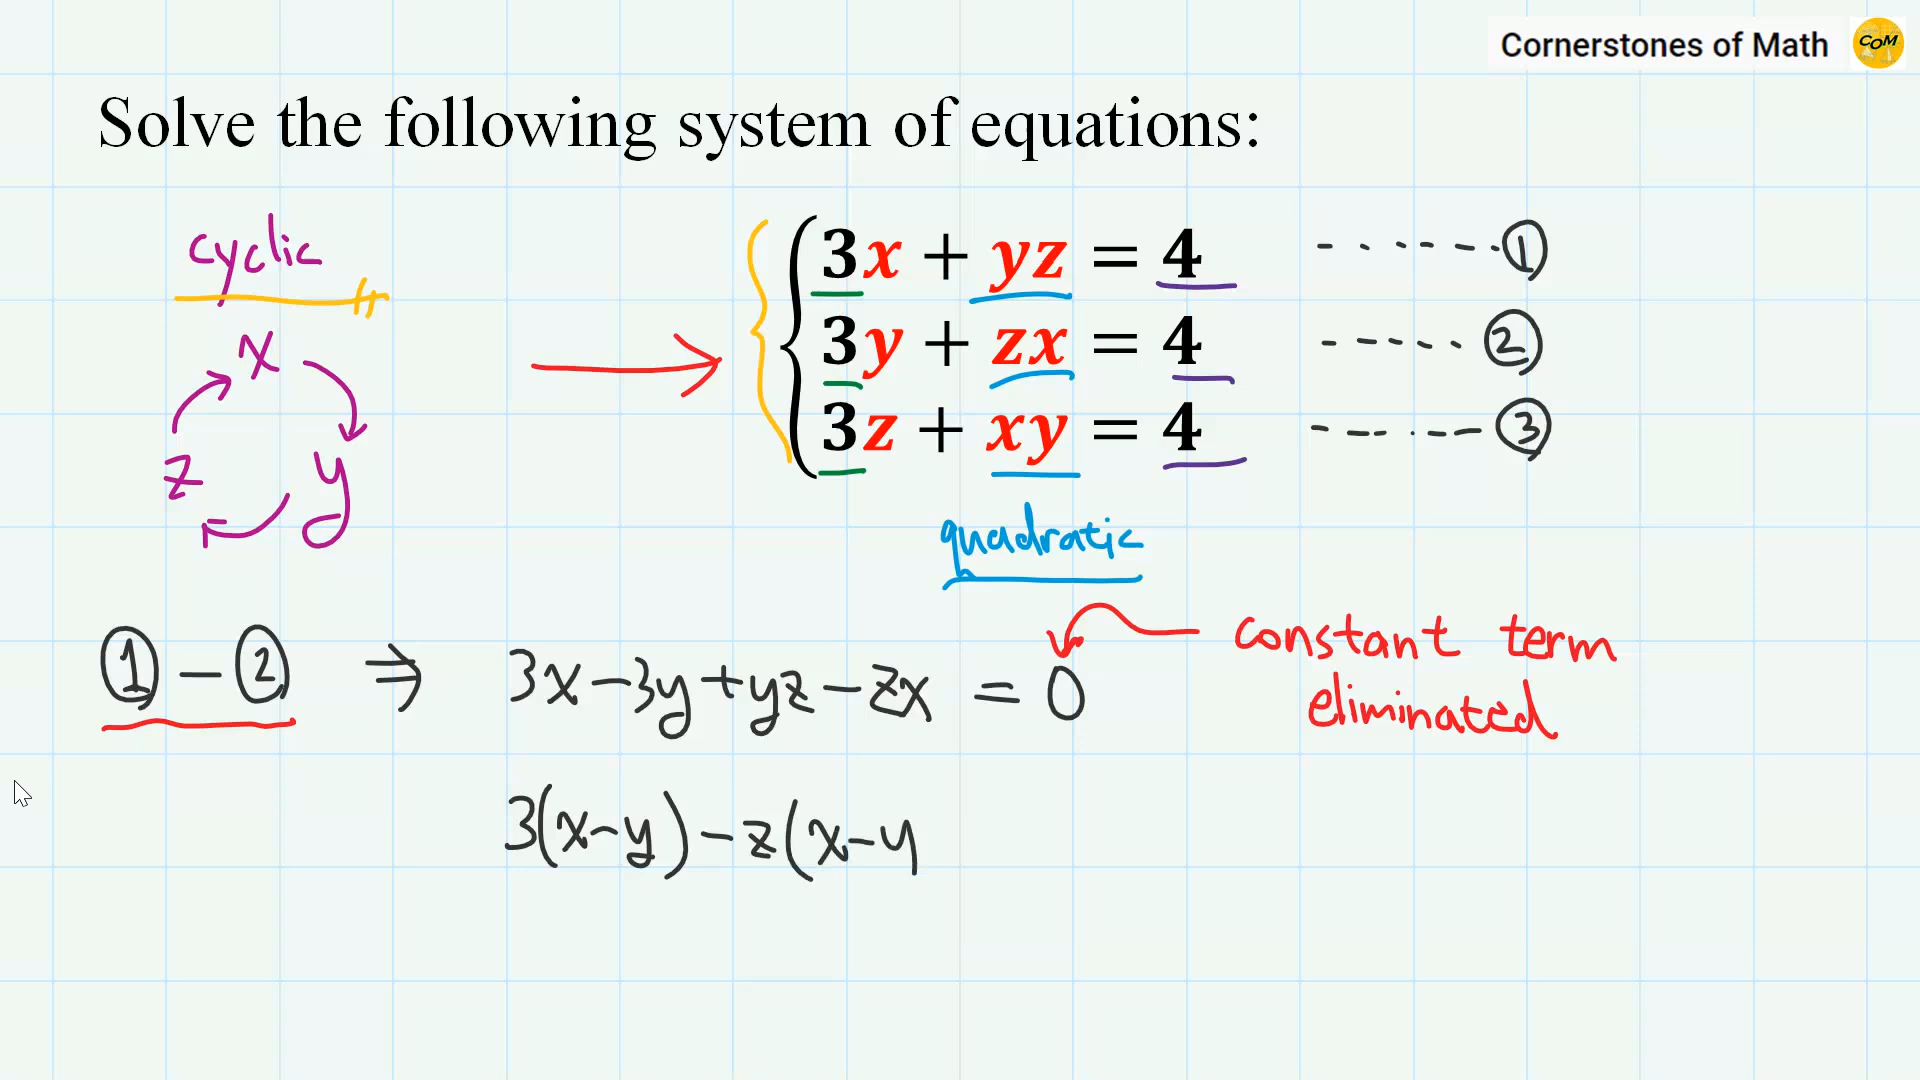 Cornerstones of Math COM
Solve the following system of equations:
cyclic
x
z y
3x + yz = 4 ------ ①
3y + zx = 4 ----- ②
3z + xy = 4 ----- ③
quadratic
① - ② ⇒ 3x - 3y + yz - zx = 0
constant term
eliminated
3(x-y) - z(x-y